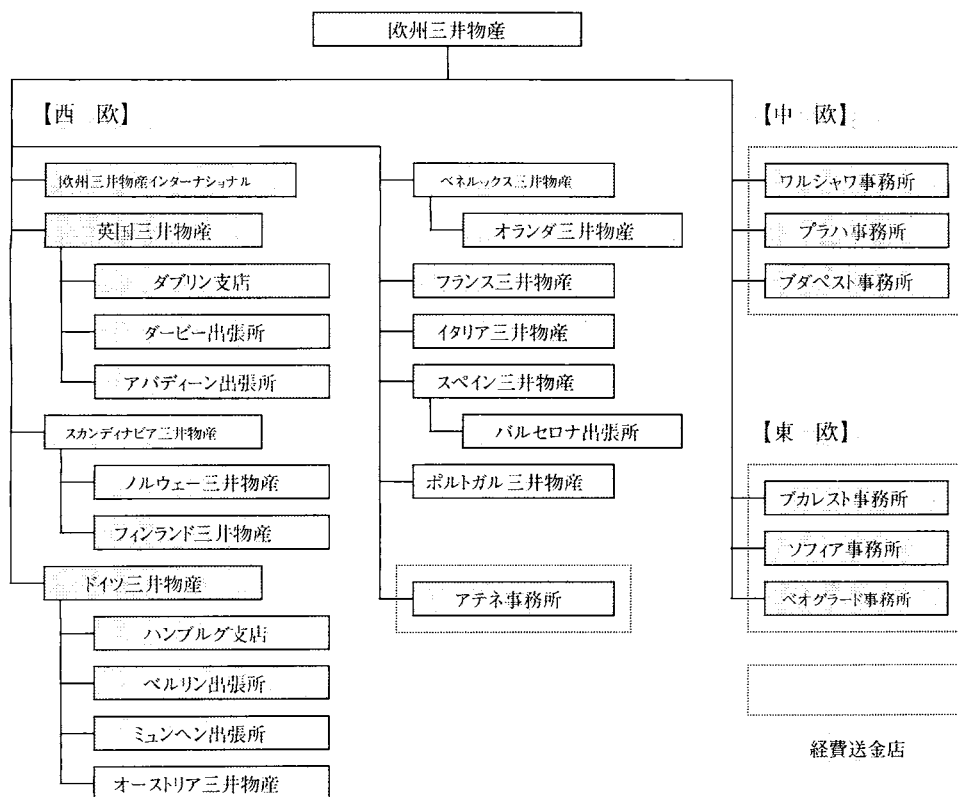 欧州三井物産
【西 欧】
欧州三井物産インターナショナル
英国三井物産
ダブリン支店
ダービー出張所
アバディーン出張所
スカンディナビア三井物産
ノルウェー三井物産
フィンランド三井物産
ドイツ三井物産
ハンブルグ支店
ベルリン出張所
ミュンヘン出張所
オーストリア三井物産
ベネルックス三井物産
オランダ三井物産
フランス三井物産
イタリア三井物産
スペイン三井物産
バルセロナ出張所
ポルトガル三井物産
アテネ事務所
【中 欧】
ワルシャワ事務所
プラハ事務所
ブダペスト事務所
【東 欧】
ブカレスト事務所
ソフィア事務所
ベオグラード事務所
経費送金店